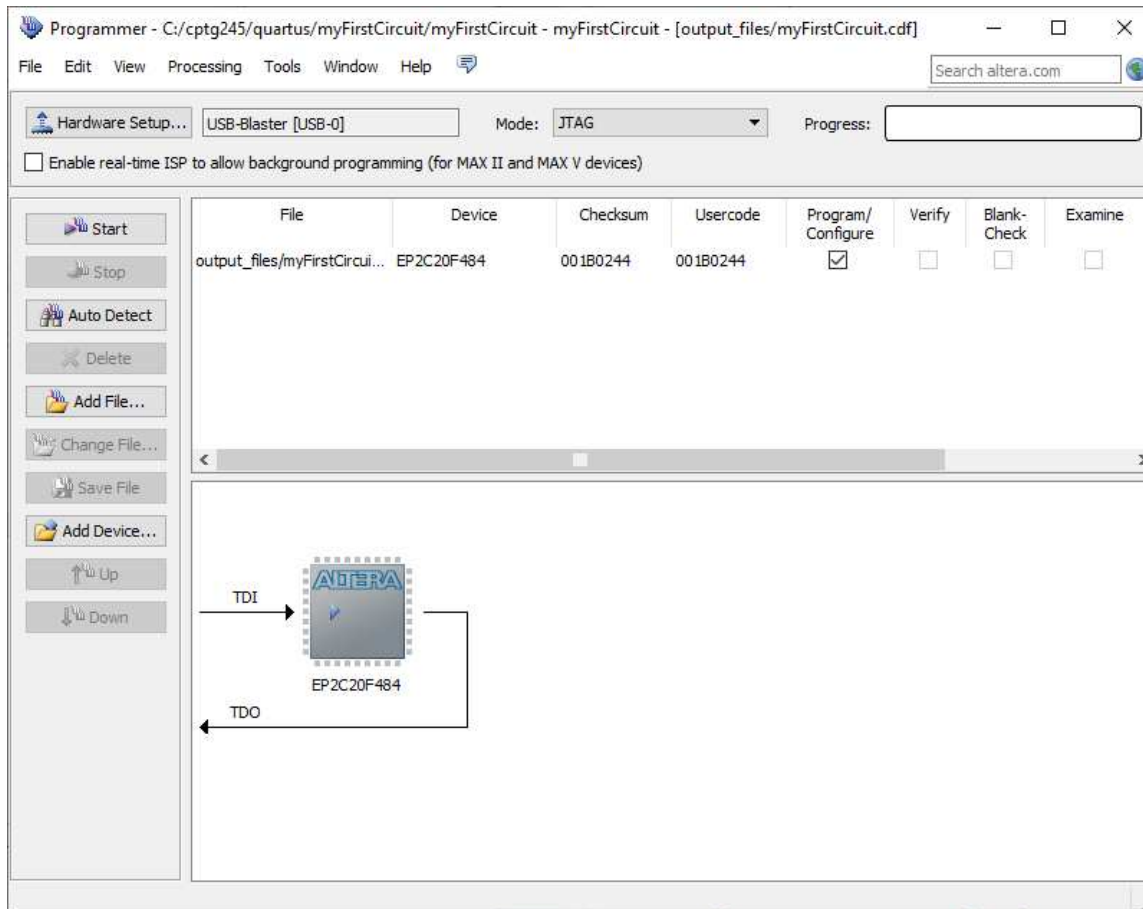 Programmer - C:/cptg245/quartus/myFirstCircuit/myFirstCircuit - myFirstCircuit - [output_files/myFirstCircuit.cdf]
File Edit View Processing Tools Window Help
Search altera.com
Hardware Setup... USB-Blaster [USB-0] Mode: JTAG Progress:
Enable real-time ISP to allow background programming (for MAX II and MAX V devices)
Start
Stop
Auto Detect
Delete
Add File...
Change File...
Save File
Add Device...
Up
Down
File Device Checksum Usercode Program/ Verify Blank- Examine
Configure Check
output_files/myFirstCircui... EP2C20F484 001B0244 001B0244
ALTERA
TDI
EP2C20F484
TDO